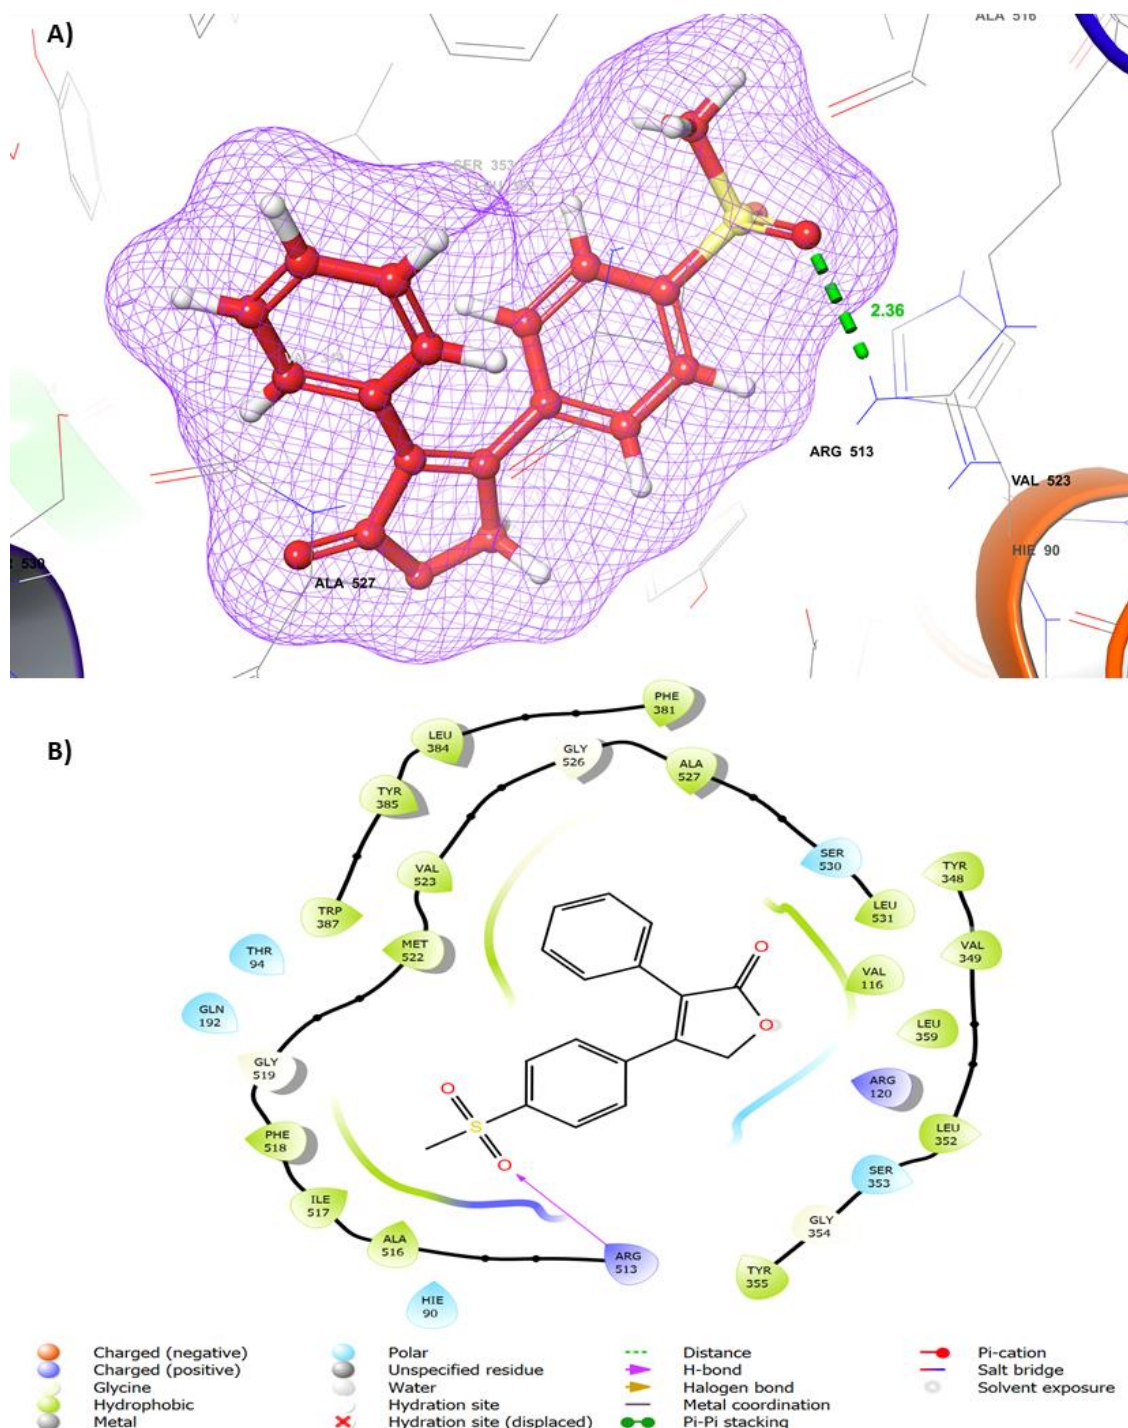 A)
ALA 516
SER 353
2.36
ARG 513
VAL 523
HIE 90
530
ALA 527
B)
PHE
381
LEU
384
GLY
526
ALA
527
TYR
385
SER
530
TYR
348
VAL
523
LEU
531
TRP
387
MET
522
THR
94
VAL
349
VAL
116
GLN
192
LEU
359
O
O
GLY
519
ARG
120
O
S
O
PHE
518
LEU
352
SER
353
ILE
517
GLY
354
ALA
516
ARG
513
TYR
355
HIE
90
Charged (negative)
Charged (positive)
Glycine
Hydrophobic
Metal
Polar
Unspecified residue
Water
Hydration site
Hydration site (displaced)
Distance
H-bond
Halogen bond
Metal coordination
Pi-Pi stacking
Pi-cation
Salt bridge
Solvent exposure